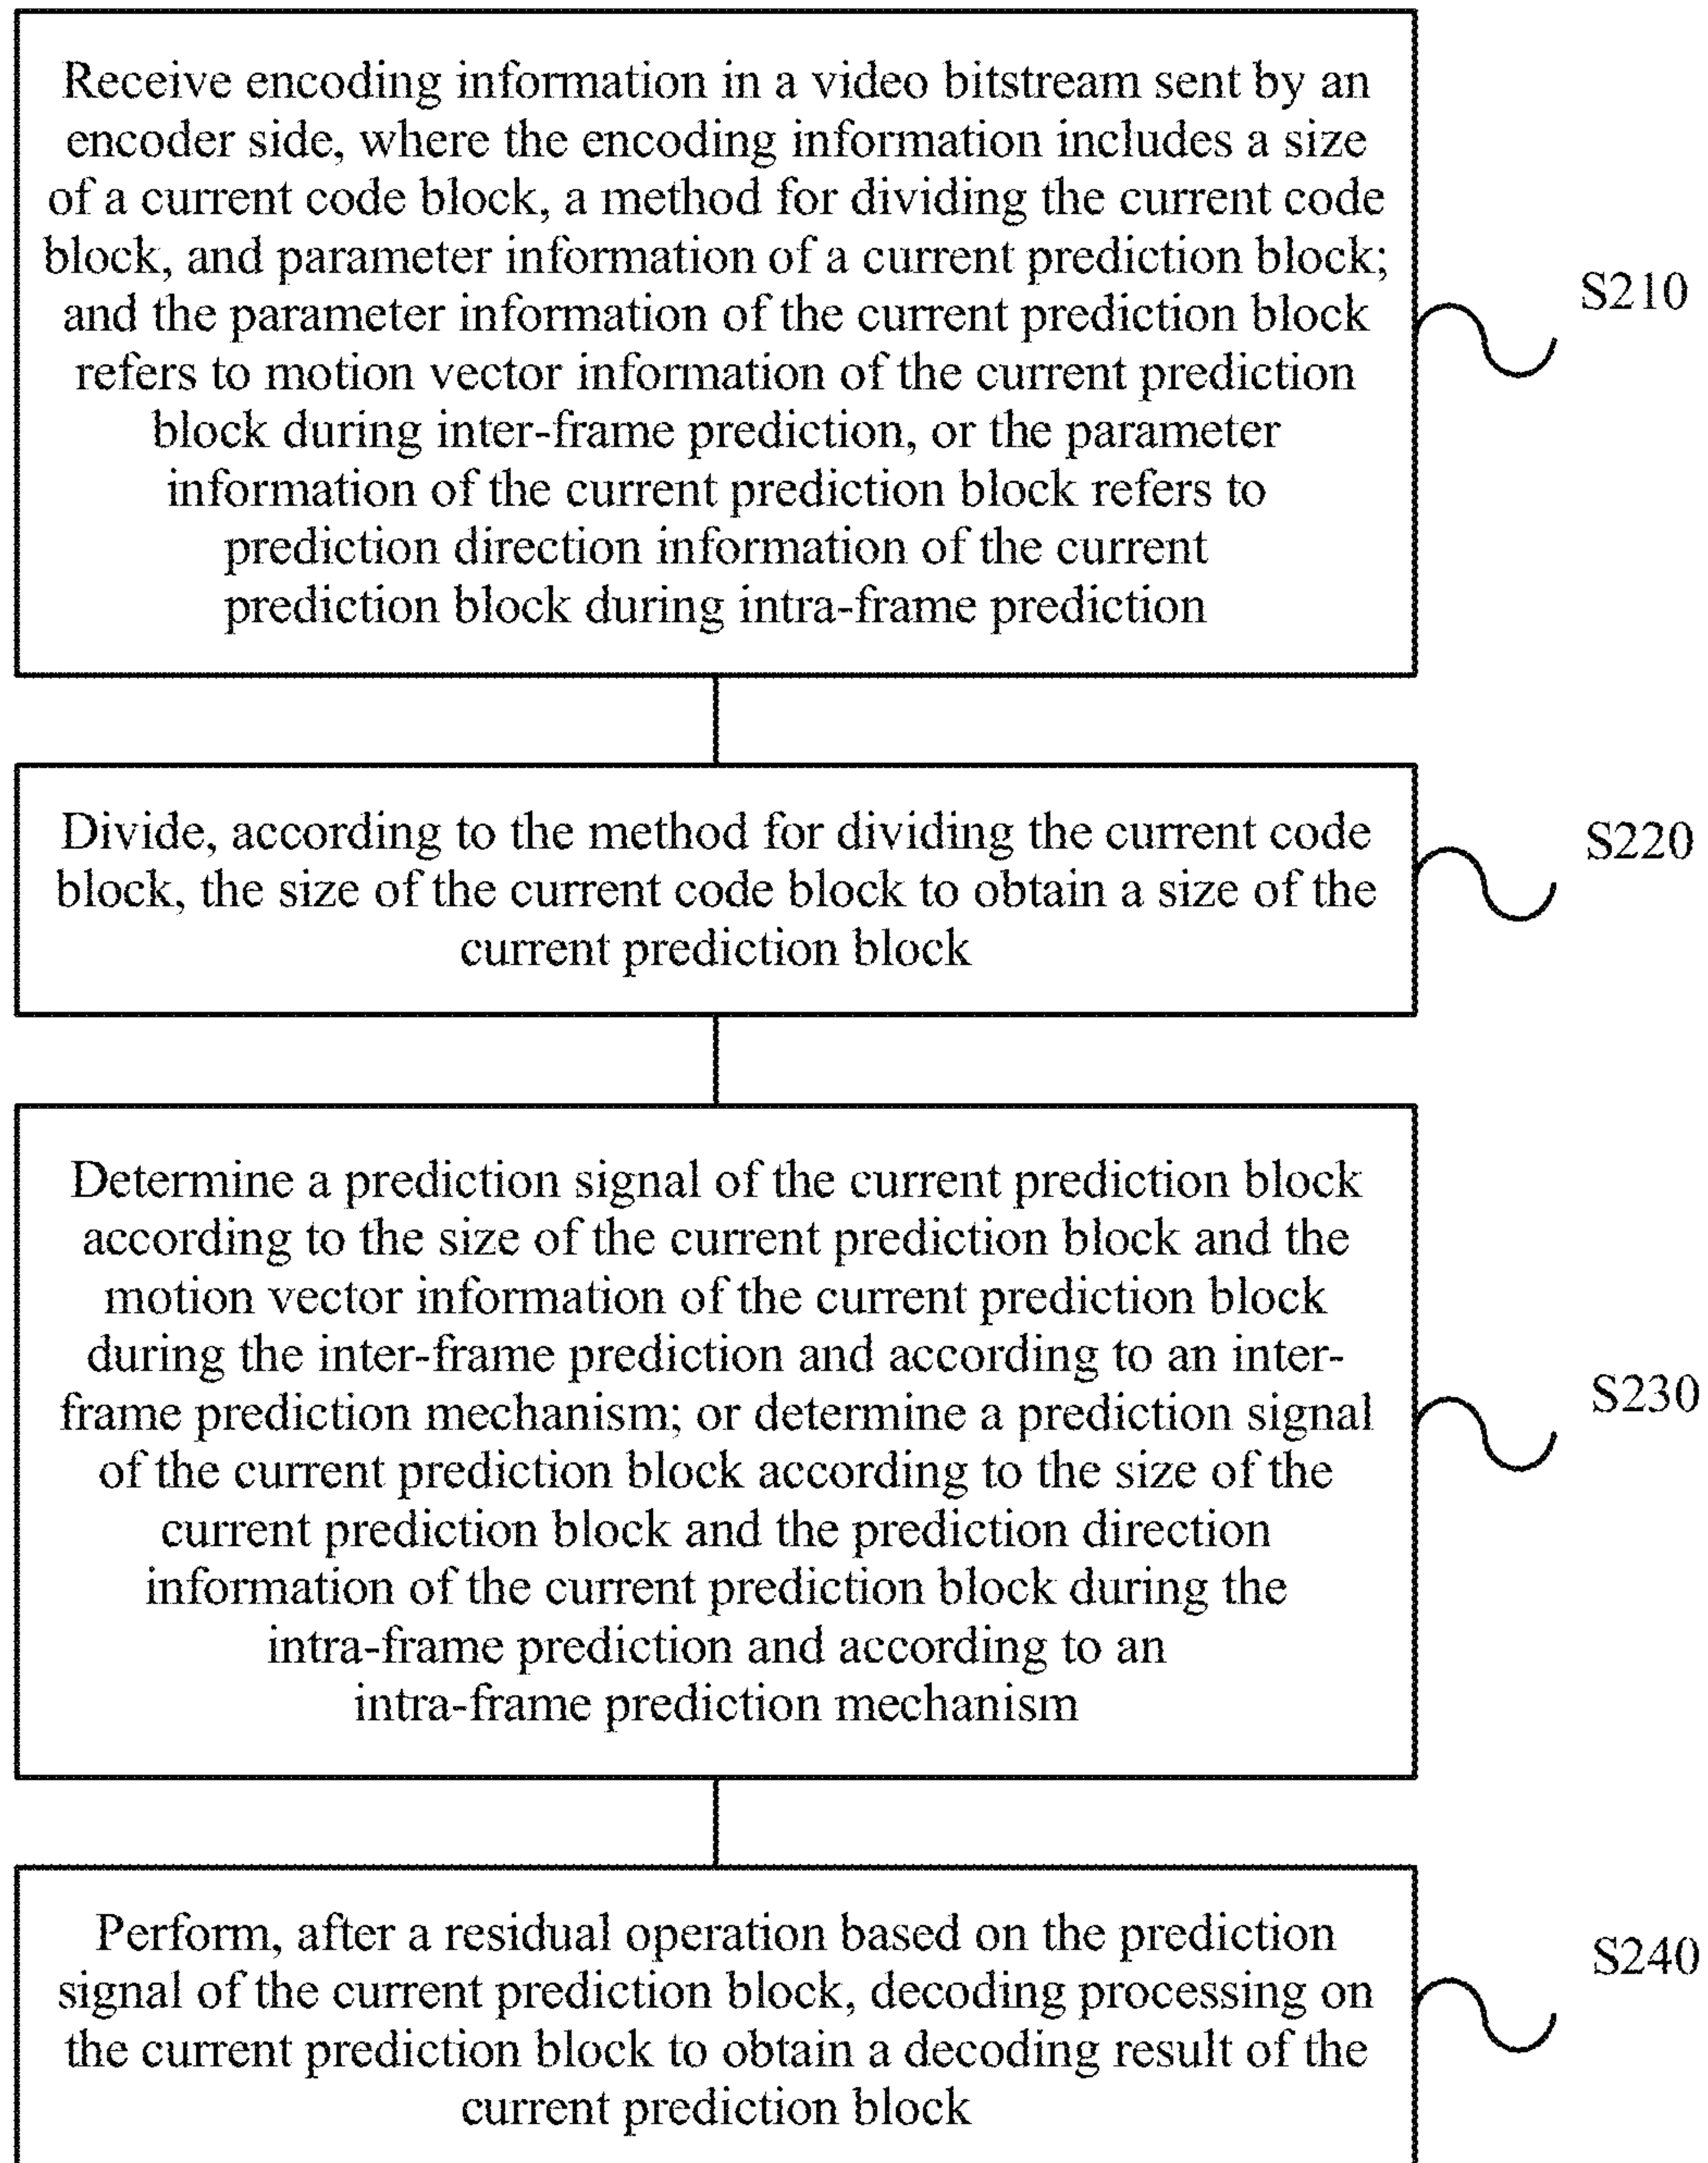 Receive encoding information in a video bitstream sent by an
encoder side, where the encoding information includes a size
of a current code block, a method for dividing the current code
block, and parameter information of a current prediction block;
and the parameter information of the current prediction block
refers to motion vector information of the current prediction
block during inter-frame prediction, or the parameter
information of the current prediction block refers to
prediction direction information of the current
prediction block during intra-frame prediction
S210
Divide, according to the method for dividing the current code
block, the size of the current code block to obtain a size of the
current prediction block
S220
Determine a prediction signal of the current prediction block
according to the size of the current prediction block and the
motion vector information of the current prediction block
during the inter-frame prediction and according to an inter-
frame prediction mechanism; or determine a prediction signal
of the current prediction block according to the size of the
current prediction block and the prediction direction
information of the current prediction block during the
intra-frame prediction and according to an
intra-frame prediction mechanism
S230
Perform, after a residual operation based on the prediction
signal of the current prediction block, decoding processing on
the current prediction block to obtain a decoding result of the
current prediction block
S240